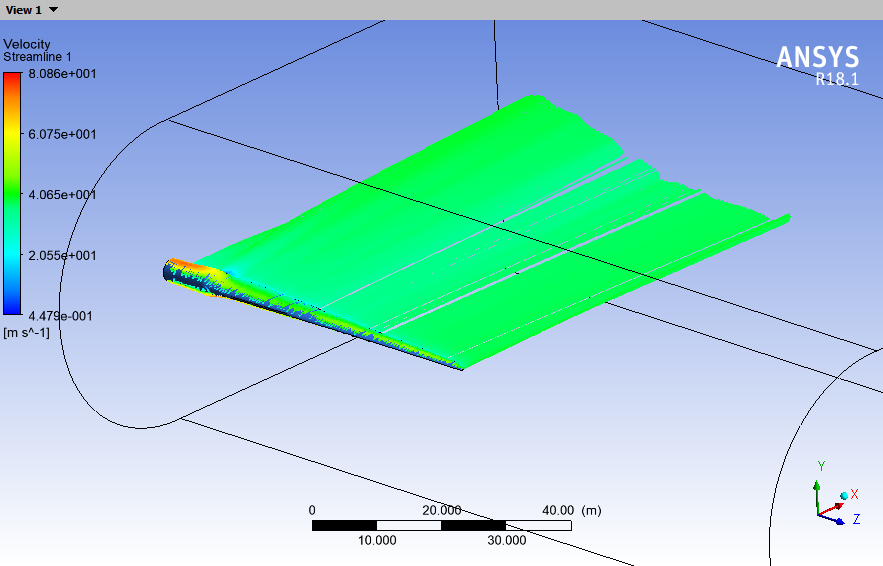 View 1
Velocity
Streamline 1
8.086e+001
6.075e+001
4.065e+001
2.055e+001
4.479e-001
[m s^-1]
ANSYS
R18.1
0 20.000 40.00 (m)
10.000 30.000
Y
X
Z